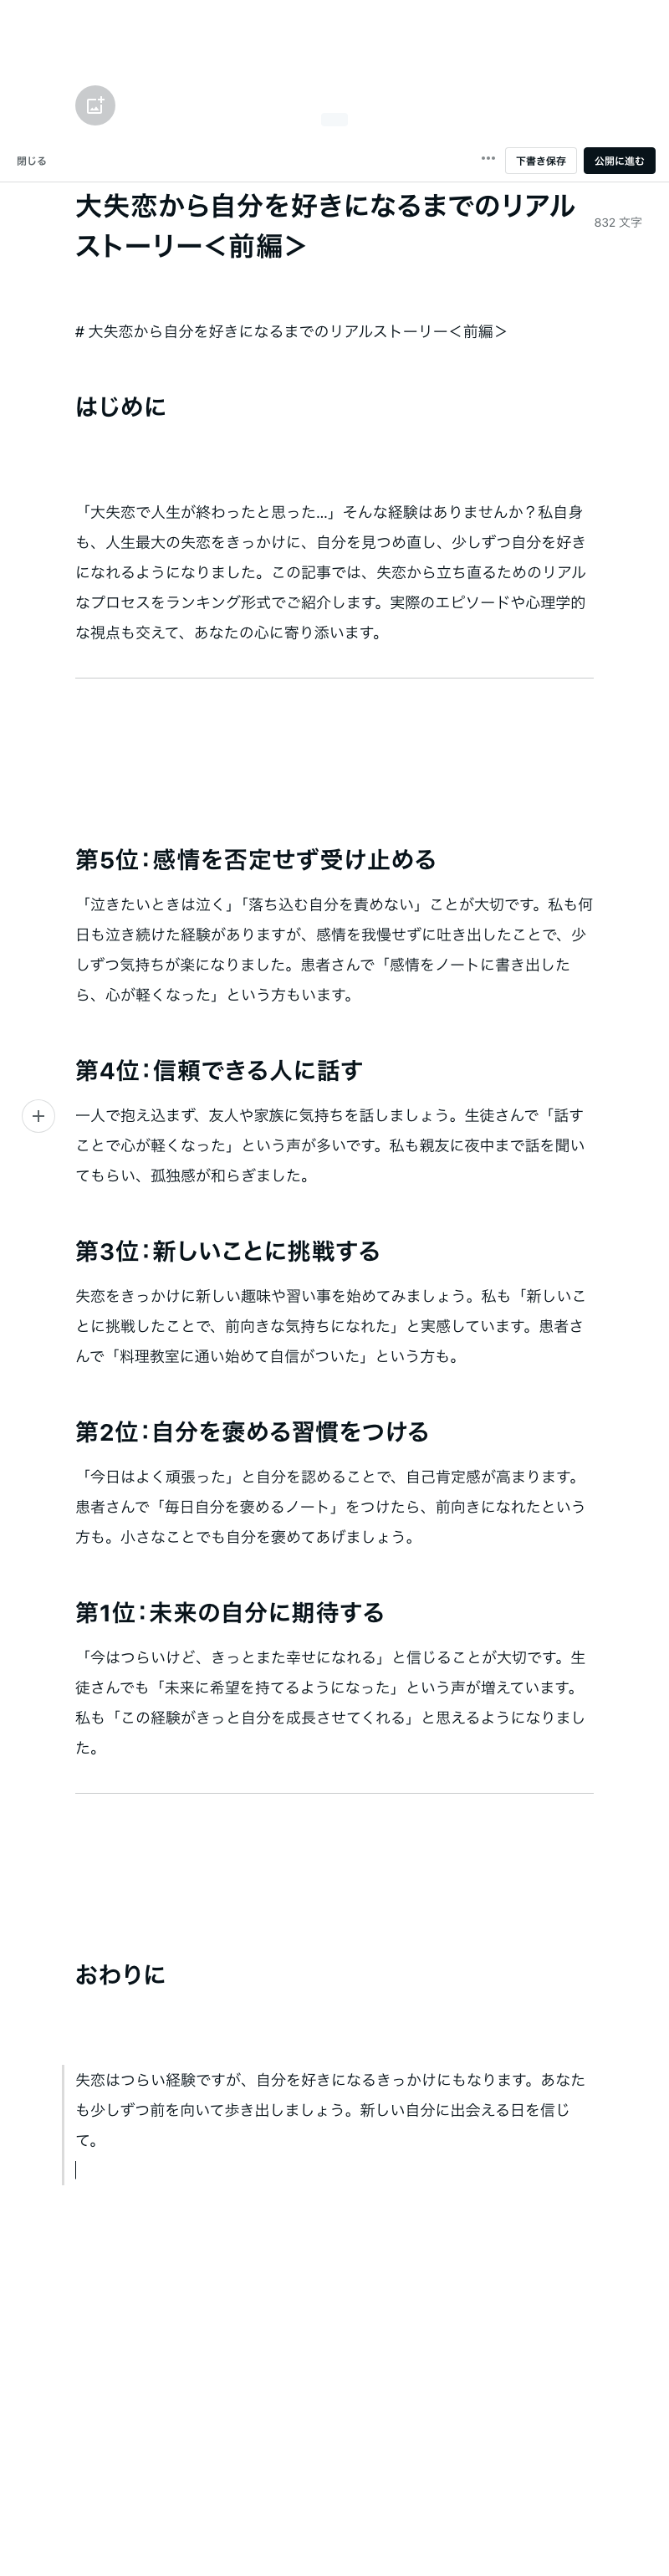 閉じる
下書き保存
公開に進む
大失恋から自分を好きになるまでのリアル
ストーリー＜前編＞
832 文字
# 大失恋から自分を好きになるまでのリアルストーリー＜前編＞
はじめに
「大失恋で人生が終わったと思った...」そんな経験はありませんか？私自身
も、人生最大の失恋をきっかけに、自分を見つめ直し、少しずつ自分を好き
になれるようになりました。この記事では、失恋から立ち直るためのリアル
なプロセスをランキング形式でご紹介します。実際のエピソードや心理学的
な視点も交えて、あなたの心に寄り添います。
第5位：感情を否定せず受け止める
「泣きたいときは泣く」「落ち込む自分を責めない」ことが大切です。私も何
日も泣き続けた経験がありますが、感情を我慢せずに吐き出したことで、少
しずつ気持ちが楽になりました。患者さんで「感情をノートに書き出した
ら、心が軽くなった」という方もいます。
第4位：信頼できる人に話す
一人で抱え込まず、友人や家族に気持ちを話しましょう。生徒さんで「話す
ことで心が軽くなった」という声が多いです。私も親友に夜中まで話を聞い
てもらい、孤独感が和らぎました。
第3位：新しいことに挑戦する
失恋をきっかけに新しい趣味や習い事を始めてみましょう。私も「新しいこ
とに挑戦したことで、前向きな気持ちになれた」と実感しています。患者さ
んで「料理教室に通い始めて自信がついた」という方も。
第2位：自分を褒める習慣をつける
「今日はよく頑張った」と自分を認めることで、自己肯定感が高まります。
患者さんで「毎日自分を褒めるノート」をつけたら、前向きになれたという
方も。小さなことでも自分を褒めてあげましょう。
第1位：未来の自分に期待する
「今はつらいけど、きっとまた幸せになれる」と信じることが大切です。生
徒さんでも「未来に希望を持てるようになった」という声が増えています。
私も「この経験がきっと自分を成長させてくれる」と思えるようになりまし
た。
おわりに
失恋はつらい経験ですが、自分を好きになるきっかけにもなります。あなた
も少しずつ前を向いて歩き出しましょう。新しい自分に出会える日を信じ
て。